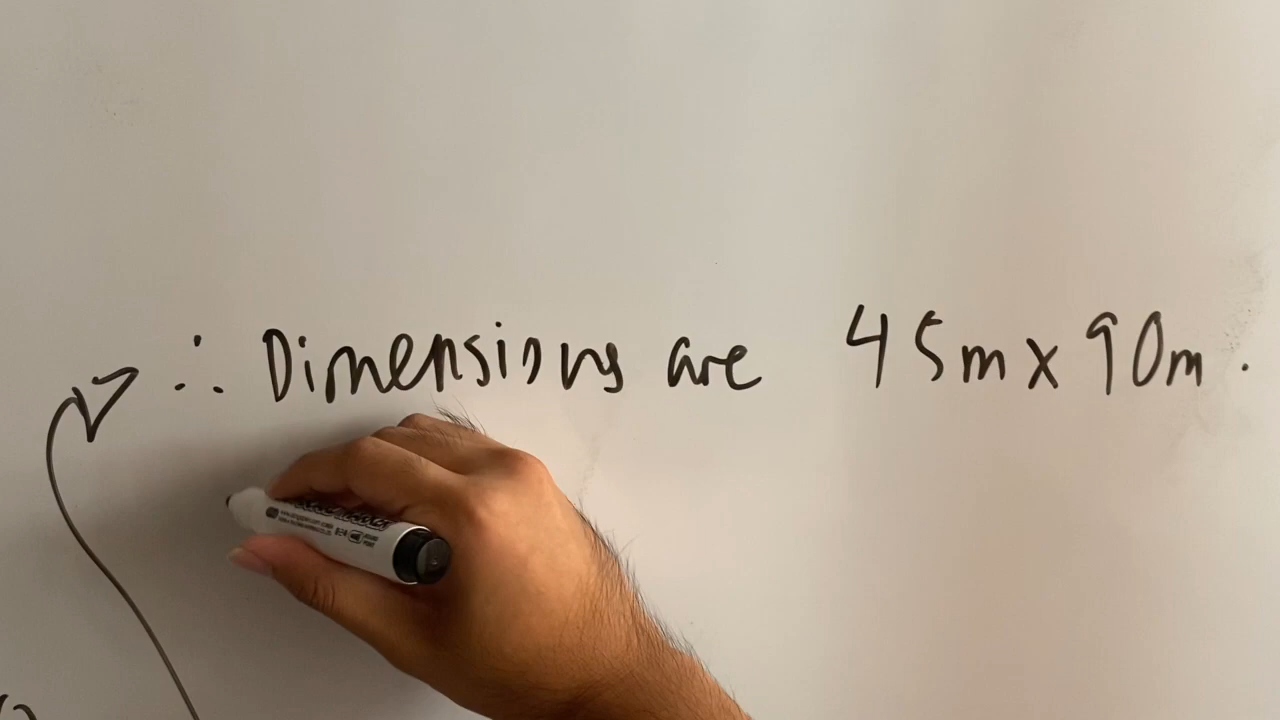 ∴ Dimensions are 45m x 90m.